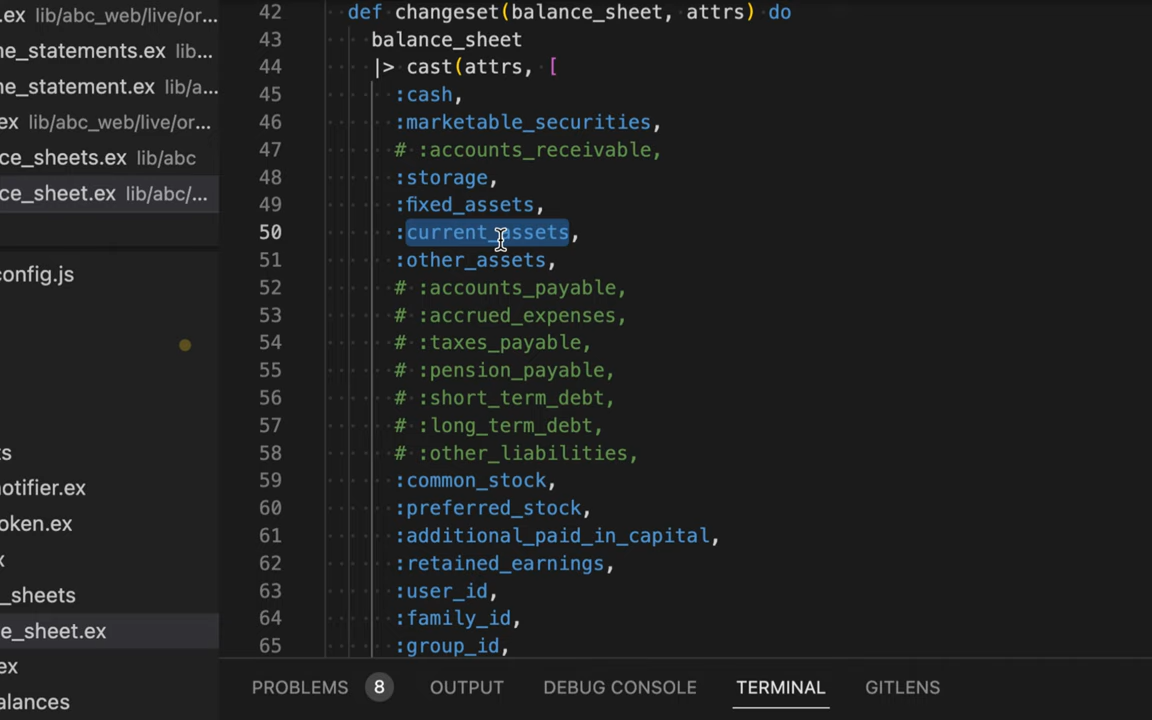 .ex abc_web/live/or...
ne_statements.ex lib...
ne_statement.ex lib/a...
ex lib/abc_web/live/or...
ce_sheets.ex lib/abc
ce_sheet.ex lib/abc/...
config.js
ts
notifier.ex
oken.ex
x
_sheets
e_sheet.ex
ex
alances
42 def changeset(balance_sheet, attrs) do
43 balance_sheet
44 |> cast(attrs, [
45 :cash,
46 :marketable_securities,
47 # :accounts_receivable,
48 :storage,
49 :fixed_assets,
50 :current_assets,
51 :other_assets,
52 # :accounts_payable,
53 # :accrued_expenses,
54 # :taxes_payable,
55 # :pension_payable,
56 # :short_term_debt,
57 # :long_term_debt,
58 # :other_liabilities,
59 :common_stock,
60 :preferred_stock,
61 :additional_paid_in_capital,
62 :retained_earnings,
63 :user_id,
64 :family_id,
65 :group_id,
PROBLEMS 8 OUTPUT DEBUG CONSOLE TERMINAL GITLENS